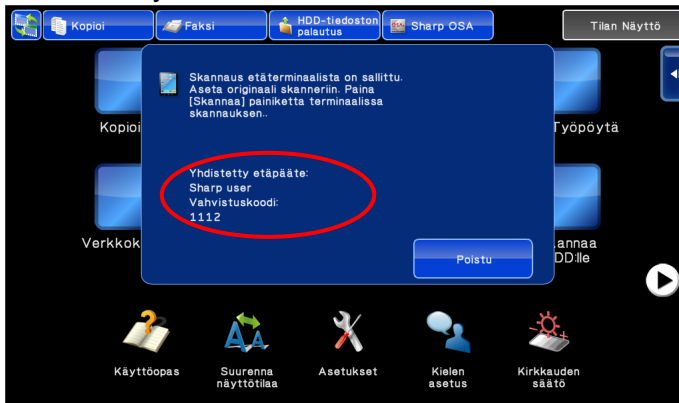 Kopioi
Faksi
HDD-tiedoston
palautus
Sharp OSA
Tilan Näyttö
Skannaus etäterminaalista on sallittu.
Aseta originaali skanneriin. Paina
[Skannaa] painiketta terminaalissa
skannauksen..
Kopioi
Työpöytä
Yhdistetty etäpääte:
Sharp user
Vahvistuskoodi:
1112
Verkkok
annaa
DD:lle
Poistu
Käyttöopas
Suurenna
näyttötilaa
Asetukset
Kielen
asetus
Kirkkauden
säätö